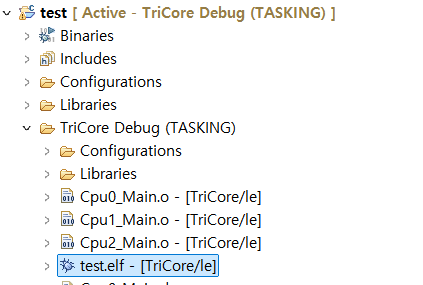 test [ Active - TriCore Debug (TASKING) ]
Binaries
Includes
Configurations
Libraries
TriCore Debug (TASKING)
Configurations
Libraries
Cpu0_Main.o - [TriCore/le]
Cpu1_Main.o - [TriCore/le]
Cpu2_Main.o - [TriCore/le]
test.elf - [TriCore/le]